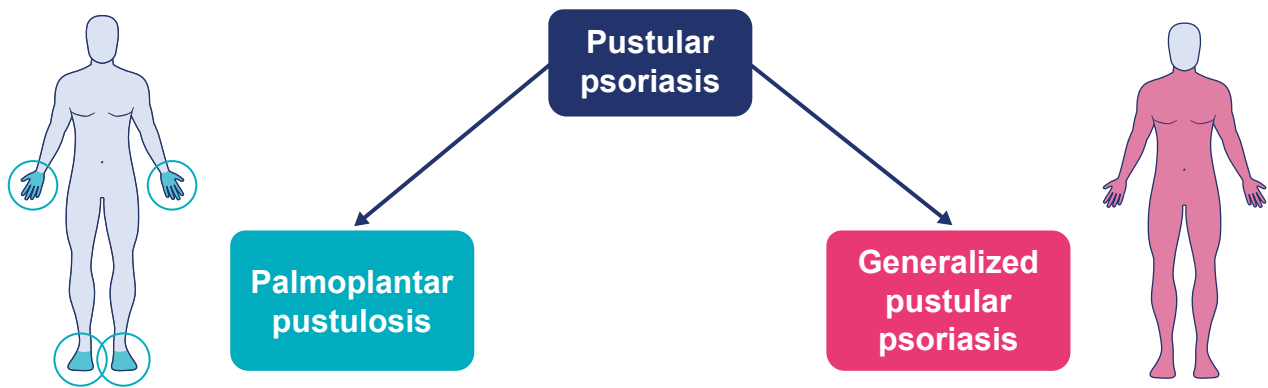 Pustular
psoriasis
Palmoplantar
pustulosis
Generalized
pustular
psoriasis